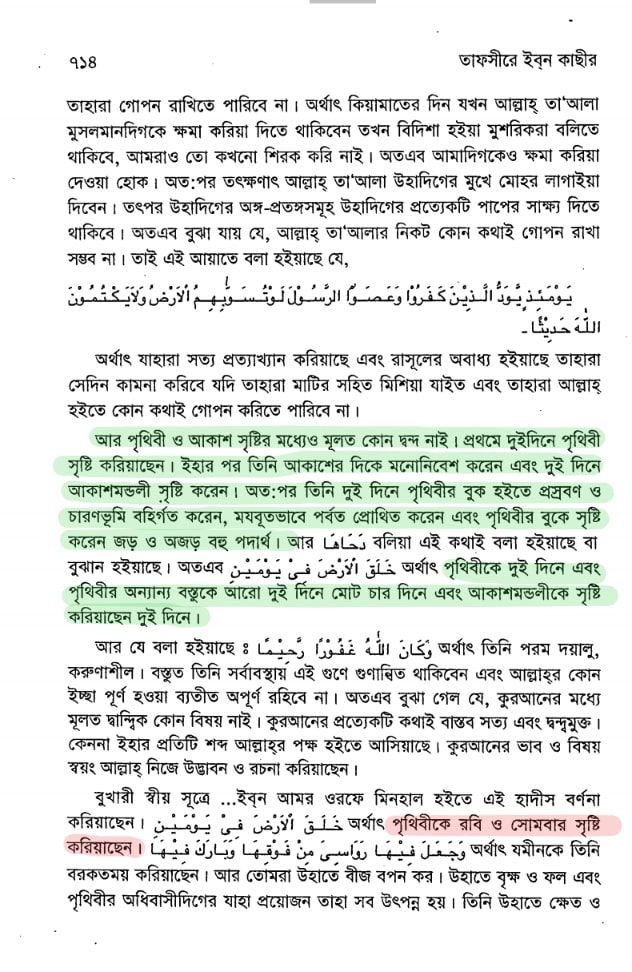 ৭১৪ তাফসীরে ইব্‌ন কাছীর
তাহারা গোপন রাখিতে পারিবে না। অর্থাৎ কিয়ামাতের দিন যখন আল্লাহ্ তা‘আলা
মুসলমানদিগকে ক্ষমা করিয়া দিতে থাকিবেন তখন বিদিশা হইয়া মুশরিকরা বলিতে
থাকিবে, আমরাও তো কখনো শিরক করি নাই। অতএব আমাদিগকেও ক্ষমা করিয়া
দেওয়া হোক। অত:পর তৎক্ষণাৎ আল্লাহ্ তা‘আলা উহাদিগের মুখে মোহর লাগাইয়া
দিবেন। তৎপর উহাদিগের অঙ্গ-প্রতঙ্গসমূহ উহাদিগের প্রত্যেকটি পাপের সাক্ষ্য দিতে
থাকিবে। অতএব বুঝা যায় যে, আল্লাহ্ তা‘আলার নিকট কোন কথাই গোপন রাখা
সম্ভব না। তাই এই আয়াতে বলা হইয়াছে যে,
يَوْمَئِذٍ يَّوَدُّ الَّذِيْنَ كَفَرُوْا وَعَصَوُا الرَّسُوْلَ لَوْتُسَوّٰى بِهِمُ الْاَرْضُ وَلَايَكْتُمُوْنَ
اللّٰهَ حَدِيْثًا -
অর্থাৎ যাহারা সত্য প্রত্যাখ্যান করিয়াছে এবং রাসূলের অবাধ্য হইয়াছে তাহারা
সেদিন কামনা করিবে যদি তাহারা মাটির সহিত মিশিয়া যাইত এবং তাহারা আল্লাহ্
হইতে কোন কথাই গোপন করিতে পারিবে না।
আর পৃথিবী ও আকাশ সৃষ্টির মধ্যেও মূলত কোন দ্বন্দ নাই। প্রথমে দুইদিনে পৃথিবী
সৃষ্টি করিয়াছেন। ইহার পর তিনি আকাশের দিকে মনোনিবেশ করেন এবং দুই দিনে
আকাশমন্ডলী সৃষ্টি করেন। অত:পর তিনি দুই দিনে পৃথিবীর বুক হইতে প্রস্রবণ ও
চারণভূমি বহির্গত করেন, মযবূতভাবে পর্বত প্রোথিত করেন এবং পৃথিবীর বুকে সৃষ্টি
করেন জড় ও অজড় বহু পদার্থ। আর دَحَاهَا বলিয়া এই কথাই বলা হইয়াছে বা
বুঝান হইয়াছে। অতএব خَلَقَ الْاَرْضَ فِىْ يَوْمَيْنِ অর্থাৎ পৃথিবীকে দুই দিনে এবং
পৃথিবীর অন্যান্য বস্তুকে আরো দুই দিনে মোট চার দিনে এবং আকাশমন্ডলীকে সৃষ্টি
করিয়াছেন দুই দিনে।
আর যে বলা হইয়াছে : وَكَانَ اللّٰهُ غَفُوْرًا رَّحِيْمًا অর্থাৎ তিনি পরম দয়ালু,
করুণাশীল। বস্তুত তিনি সর্বাবস্থায় এই গুণে গুণান্বিত থাকিবেন এবং আল্লাহ্‌র কোন
ইচ্ছা পূর্ণ হওয়া ব্যতীত অপূর্ণ রহিবে না। অতএব বুঝা গেল যে, কুরআনের মধ্যে
মূলত দ্বান্দ্বিক কোন বিষয় নাই। কুরআনের প্রত্যেকটি কথাই বাস্তব সত্য এবং দ্বন্দ্বমুক্ত।
কেননা ইহার প্রতিটি শব্দ আল্লাহ্‌র পক্ষ হইতে আসিয়াছে। কুরআনের ভাব ও বিষয়
স্বয়ং আল্লাহ্ নিজে উদ্ভাবন ও রচনা করিয়াছেন।
বুখারী স্বীয় সূত্রে ...ইব্‌ন আমর ওরফে মিনহাল হইতে এই হাদীস বর্ণনা
করিয়াছেন। خَلَقَ الْاَرْضَ فِىْ يَوْمَيْنِ অর্থাৎ পৃথিবীকে রবি ও সোমবার সৃষ্টি
করিয়াছেন। وَجَعَلَ فِيْهَا رَوَاسِىَ مِنْ فَوْقِهَا وَبَارَكَ فِيْهَا অর্থাৎ যমীনকে তিনি
বরকতময় করিয়াছেন। আর তোমরা উহাতে বীজ বপন কর। উহাতে বৃক্ষ ও ফল এবং
পৃথিবীর অধিবাসীদিগের যাহা প্রয়োজন তাহা সব উৎপন্ন হয়। তিনি উহাতে ক্ষেত ও